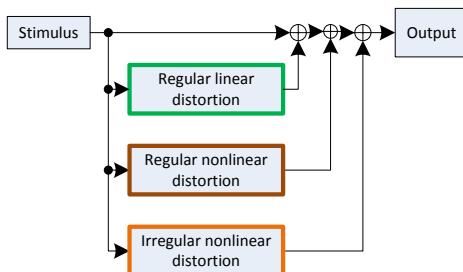 Stimulus
Output
Regular linear
distortion
Regular nonlinear
distortion
Irregular nonlinear
distortion